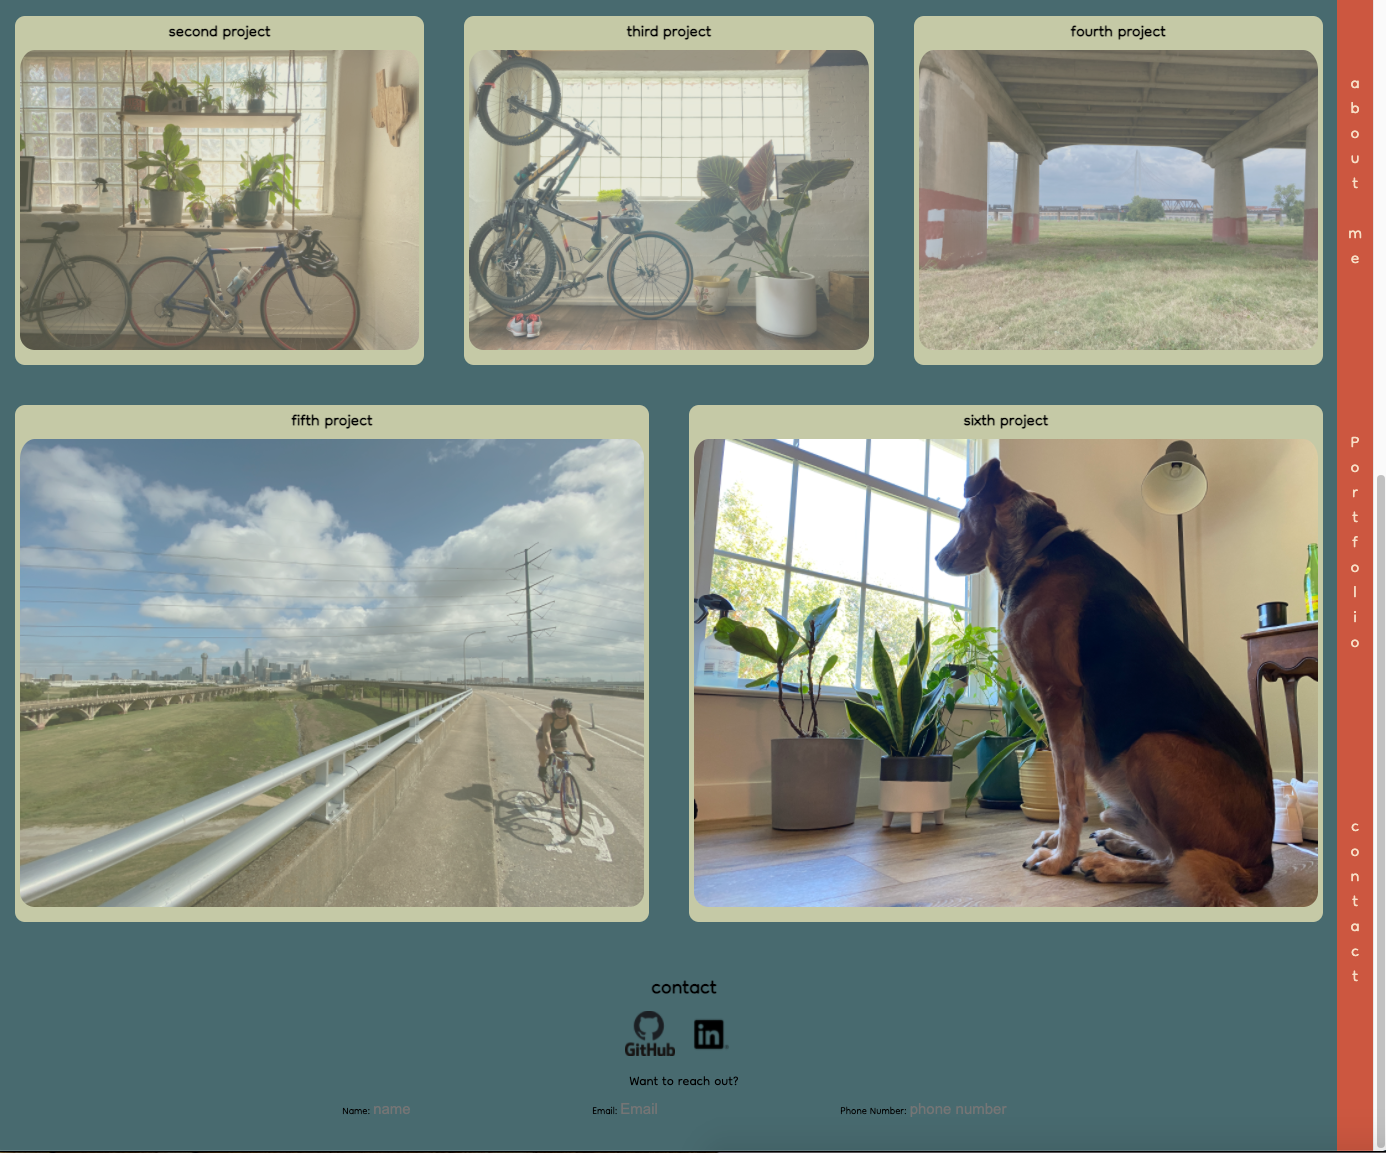 second project
third project
fourth project
fifth project
sixth project
contact
GitHub
in
Want to reach out?
Name: name
Email: Email
Phone Number: phone number
about me
Portfolio
contact